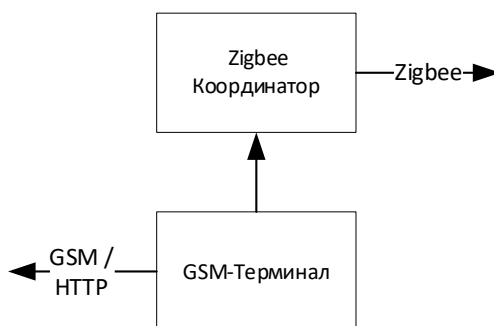 Zigbee
Координатор
Zigbee
GSM /
HTTP
GSM-Терминал